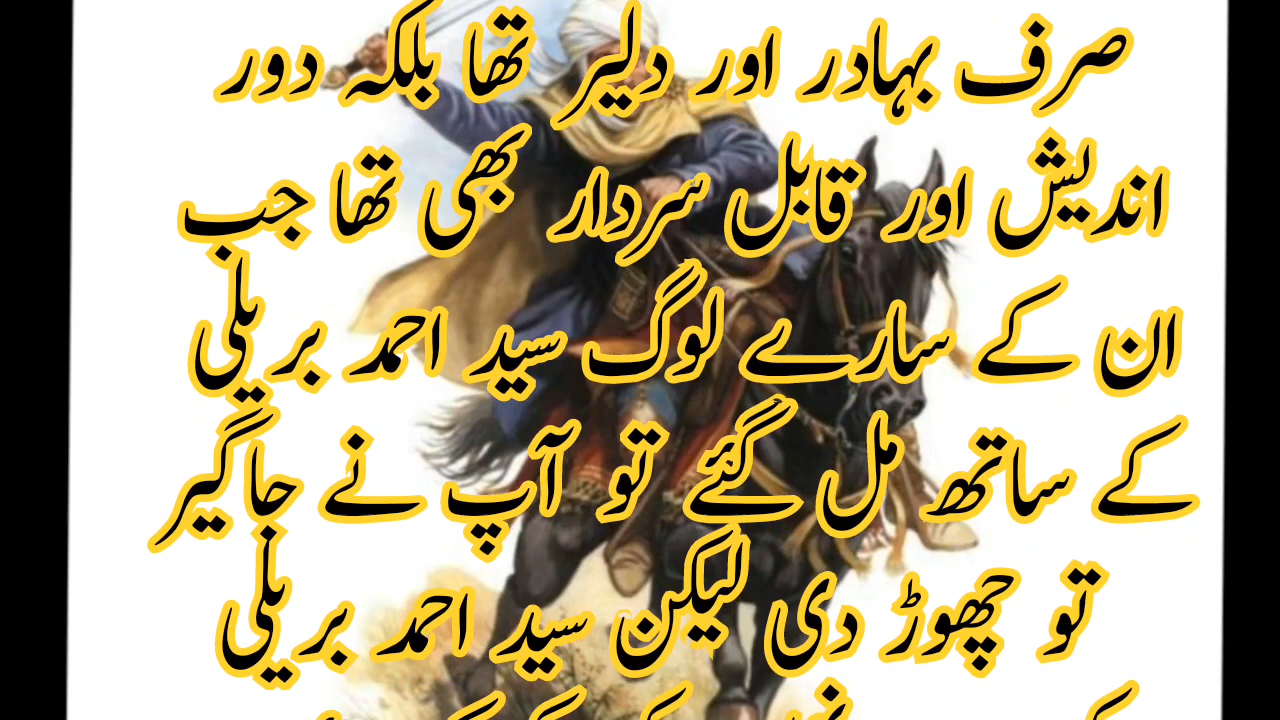 صرف بہادر اور دلیر تھا بلکہ دور
اندیش اور قابل سردار بھی تھا جب
ان کے سارے لوگ سید احمد بریلی
کے ساتھ مل گئے تو آپ نے جاگیر
تو چھوڑ دی لیکن سید احمد بریلی